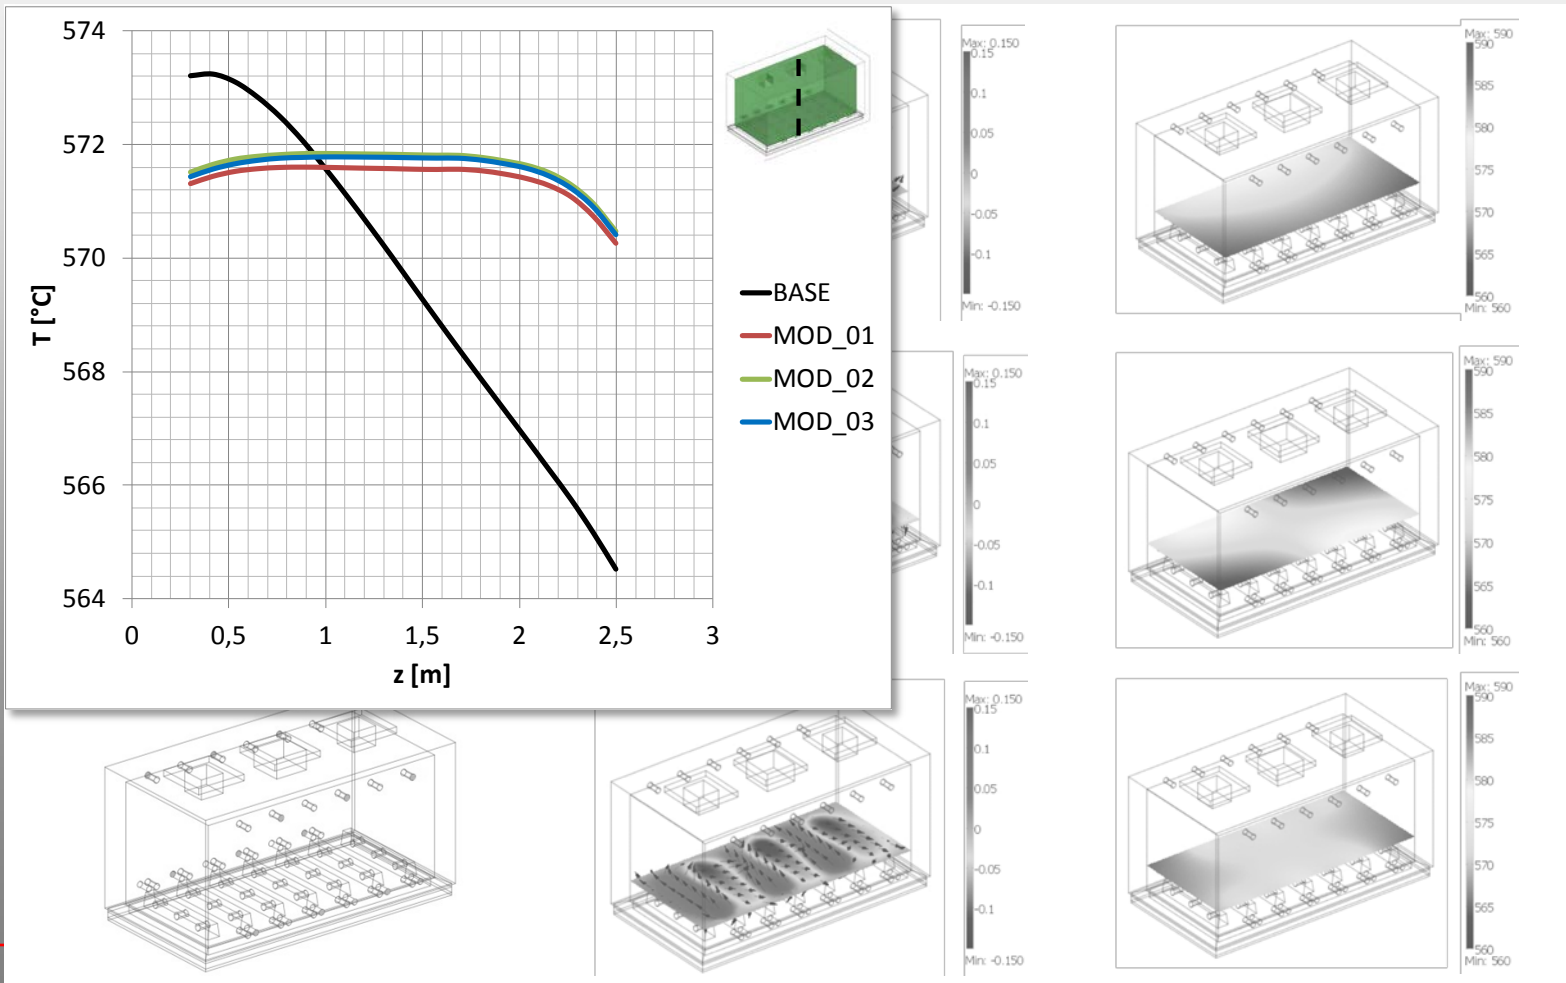 574
572
570
568
566
564
T [°C]
0
0,5
1
1,5
2
2,5
3
z [m]
BASE
MOD_01
MOD_02
MOD_03
Max: 0.150
0.15
0.1
0.05
0
-0.05
-0.1
Min: -0.150
Max: 590
590
585
580
575
570
565
560
Min: 560
Max: 0.150
0.15
0.1
0.05
0
-0.05
-0.1
Min: -0.150
Max: 590
590
585
580
575
570
565
560
Min: 560
Max: 0.150
0.15
0.1
0.05
0
-0.05
-0.1
Min: -0.150
Max: 590
590
585
580
575
570
565
560
Min: 560